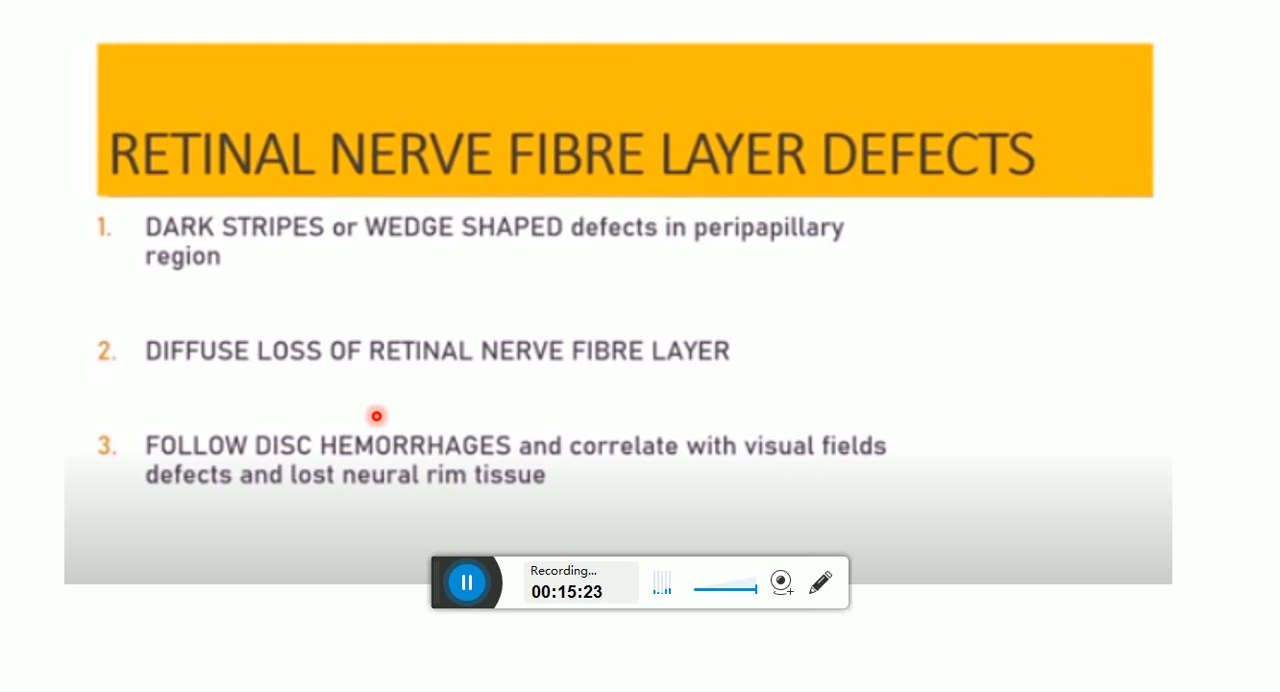 RETINAL NERVE FIBRE LAYER DEFECTS
1. DARK STRIPES or WEDGE SHAPED defects in peripapillary
region
2. DIFFUSE LOSS OF RETINAL NERVE FIBRE LAYER
3. FOLLOW DISC HEMORRHAGES and correlate with visual fields
defects and lost neural rim tissue
Recording...
00:15:23